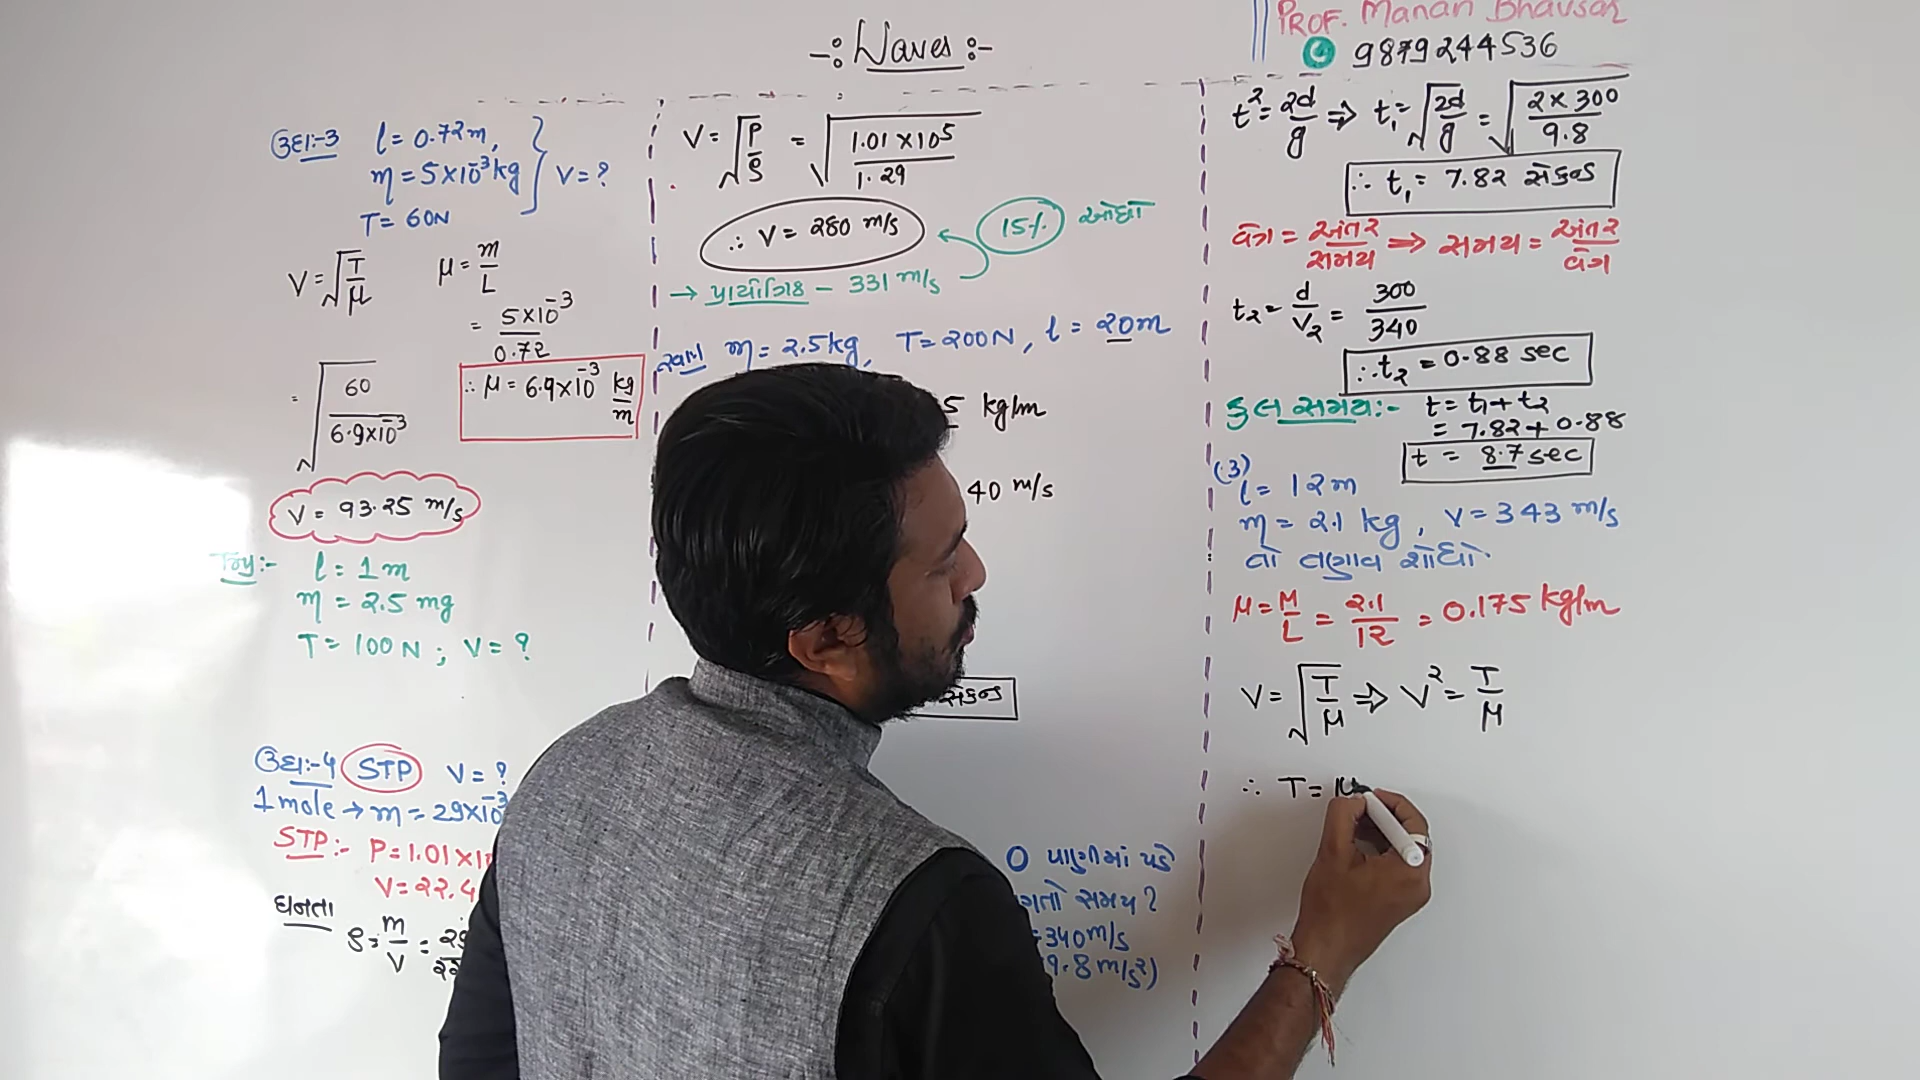 -: Waves :-
PROF. Manan Bhavsar
9879244536
ઉદા:-3 l = 0.72m,
m = 5×10⁻³ kg } V = ?
T = 60N
V = √(T/μ) μ = m/L
= 5×10⁻³/0.72
= √(60/6.9×10⁻³) ∴ μ = 6.9×10⁻³ kg/m
V = 93.25 m/s
Try:- l = 1m
m = 2.5 mg
T = 100 N ; V = ?
ઉદા:-4 STP V = ?
1 mole → m = 29×10⁻³
STP:- P = 1.01×10
V = 22.4
ઘનતા ρ = m/V =
V = √(P/ρ) = √(1.01×10⁵/1.29)
∴ V = 280 m/s 15% ઓછો
→ પ્રાયોગિક – 331 m/s
સ્વા.1 m = 2.5kg, T = 200N, l = 20m
5 kg/m
40 m/s
સેકન્ડ
પાણીમાં પડે
સમય?
=340m/s
9.8 m/s²)
t² = 2d/g ⇒ t₁ = √(2d/g) = √(2×300/9.8)
∴ t₁ = 7.82 સેકન્ડ
વેગ = અંતર/સમય ⇒ સમય = અંતર/વેગ
t₂ = d/V₂ = 300/340
∴ t₂ = 0.88 sec
કુલ સમય:- t = t₁ + t₂
= 7.82 + 0.88
t = 8.7 sec
(3)
l = 12m
m = 2.1 kg, V = 343 m/s
તો તણાવ શોધો.
μ = M/L = 2.1/12 = 0.175 kg/m
V = √(T/μ) ⇒ V² = T/μ
∴ T = μ